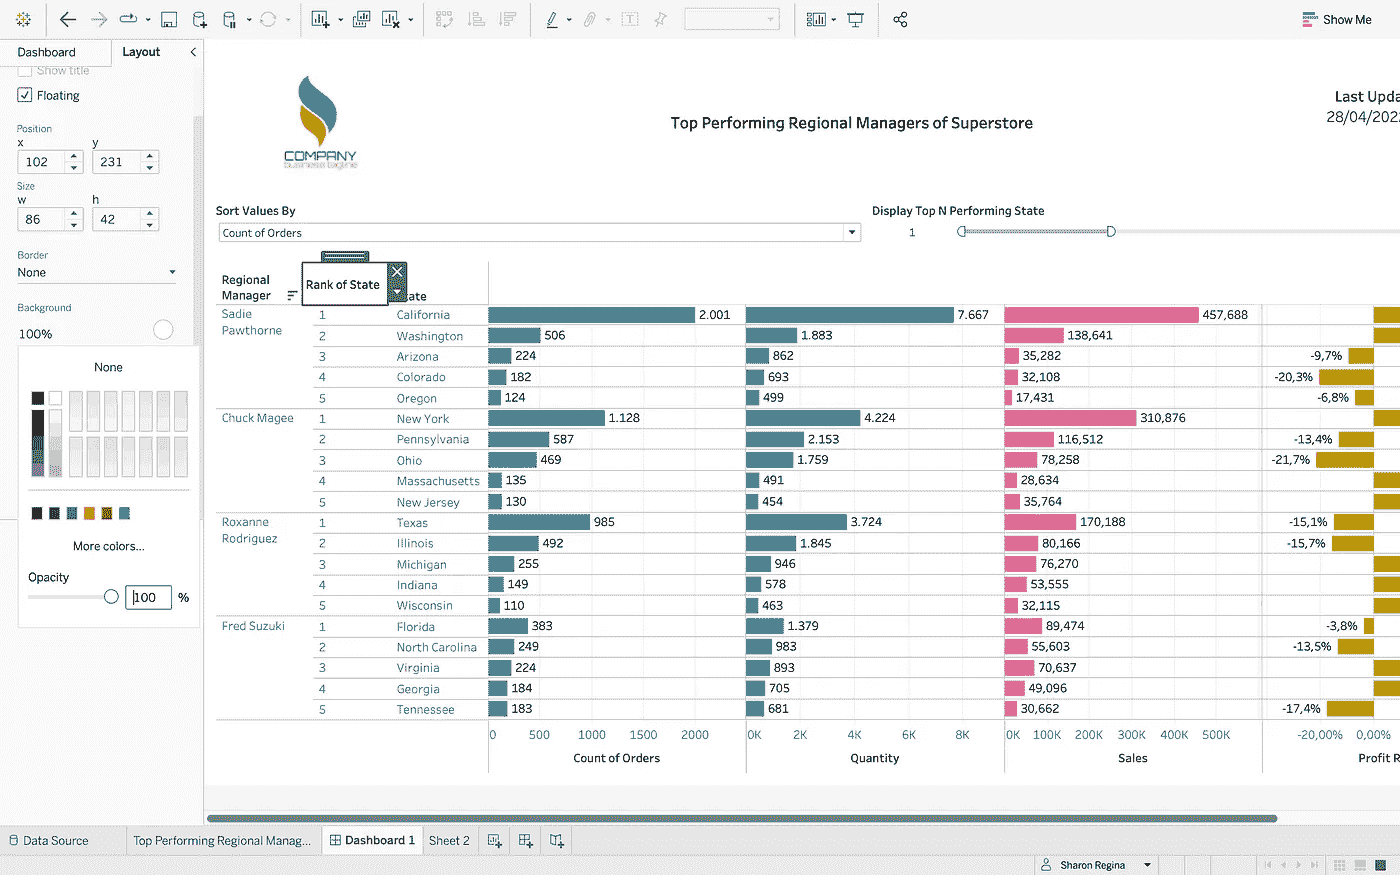 Show Me
Dashboard
Layout
Show title
Floating
Position
x
y
102
231
Size
w
h
86
42
Border
None
Background
100%
None
More colors...
Opacity
100 %
COMPANY
business tagline
Top Performing Regional Managers of Superstore
Last Upda
28/04/202
Sort Values By
Count of Orders
Display Top N Performing State
1
Regional
Manager
Rank of State
ate
Sadie
Pawthorne
1 California 2.001 7.667 457,688
2 Washington 506 1.883 138,641
3 Arizona 224 862 35,282 -9,7%
4 Colorado 182 693 32,108 -20,3%
5 Oregon 124 499 17,431 -6,8%
Chuck Magee 1 New York 1.128 4.224 310,876
2 Pennsylvania 587 2.153 116,512 -13,4%
3 Ohio 469 1.759 78,258 -21,7%
4 Massachusetts 135 491 28,634
5 New Jersey 130 454 35,764
Roxanne
Rodriguez
1 Texas 985 3.724 170,188 -15,1%
2 Illinois 492 1.845 80,166 -15,7%
3 Michigan 255 946 76,270
4 Indiana 149 578 53,555
5 Wisconsin 110 463 32,115
Fred Suzuki 1 Florida 383 1.379 89,474 -3,8%
2 North Carolina 249 983 55,603 -13,5%
3 Virginia 224 893 70,637
4 Georgia 184 705 49,096
5 Tennessee 183 681 30,662 -17,4%
0 500 1000 1500 2000 0K 2K 4K 6K 8K 0K 100K 200K 300K 400K 500K -20,00% 0,00%
Count of Orders Quantity Sales Profit R
Data Source
Top Performing Regional Manag...
Dashboard 1
Sheet 2
Sharon Regina